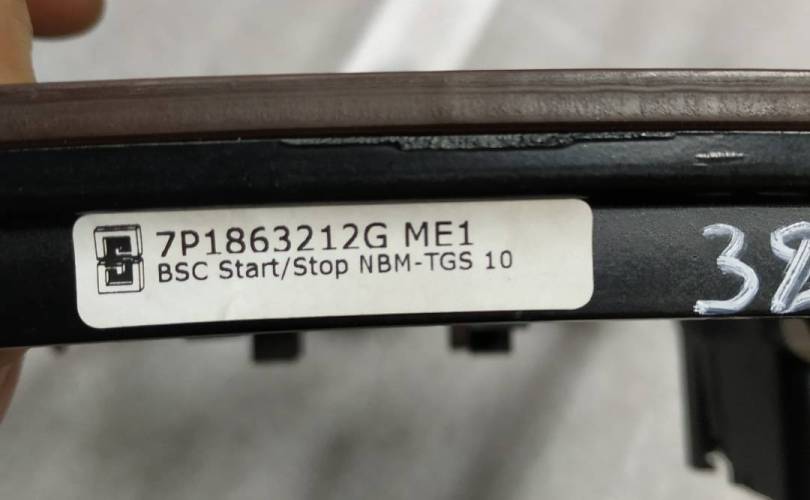 7P1863212G ME1
BSC Start/Stop NBM-TGS 10